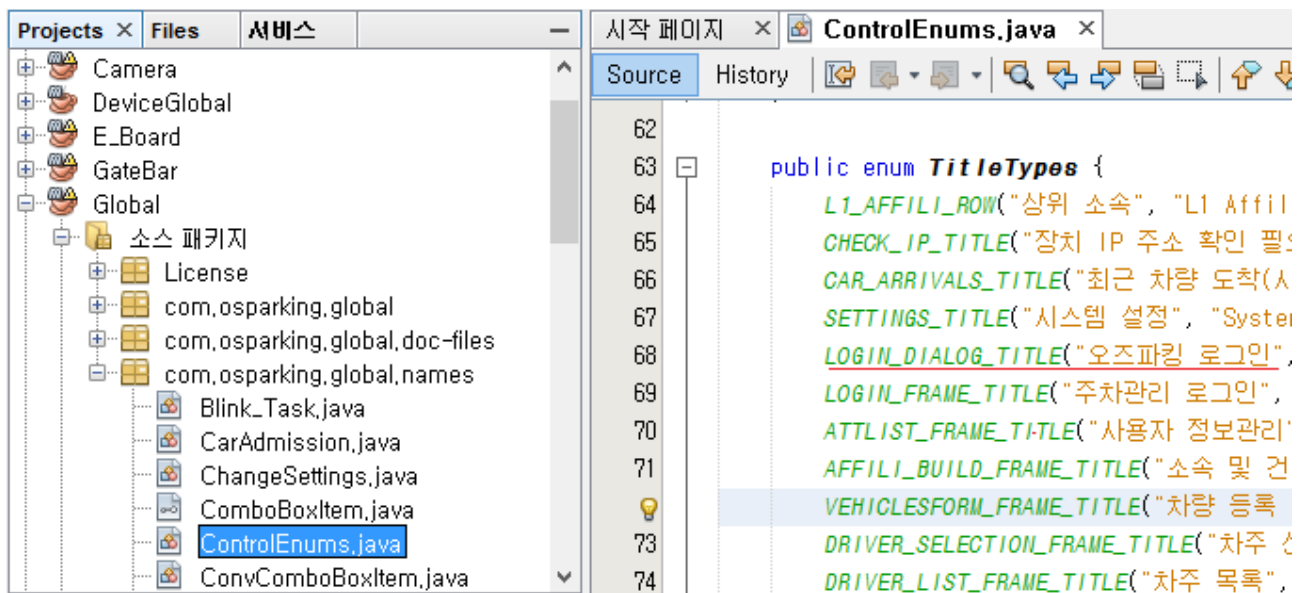 Projects × Files 서비스
Camera
DeviceGlobal
E_Board
GateBar
Global
소스 패키지
License
com.osparking.global
com.osparking.global.doc-files
com.osparking.global.names
Blink_Task.java
CarAdmission.java
ChangeSettings.java
ComboBoxItem.java
ControlEnums.java
ConvComboBoxItem.java
시작 페이지 × ControlEnums.java ×
Source History
62
63 public enum TitleTypes {
64 L1_AFFILI_ROW("상위 소속", "L1 Affil
65 CHECK_IP_TITLE("장치 IP 주소 확인
66 CAR_ARRIVALS_TITLE("최근 차량 도착(
67 SETTINGS_TITLE("시스템 설정", "System
68 LOGIN_DIALOG_TITLE("오즈파킹 로그인",
69 LOGIN_FRAME_TITLE("주차관리 로그인",
70 ATTLIST_FRAME_TITLE("사용자 정보관리"
71 AFFILI_BUILD_FRAME_TITLE("소속 및 건
VEHICLESFORM_FRAME_TITLE("차량 등록
73 DRIVER_SELECTION_FRAME_TITLE("차주
74 DRIVER_LIST_FRAME_TITLE("차주 목록",